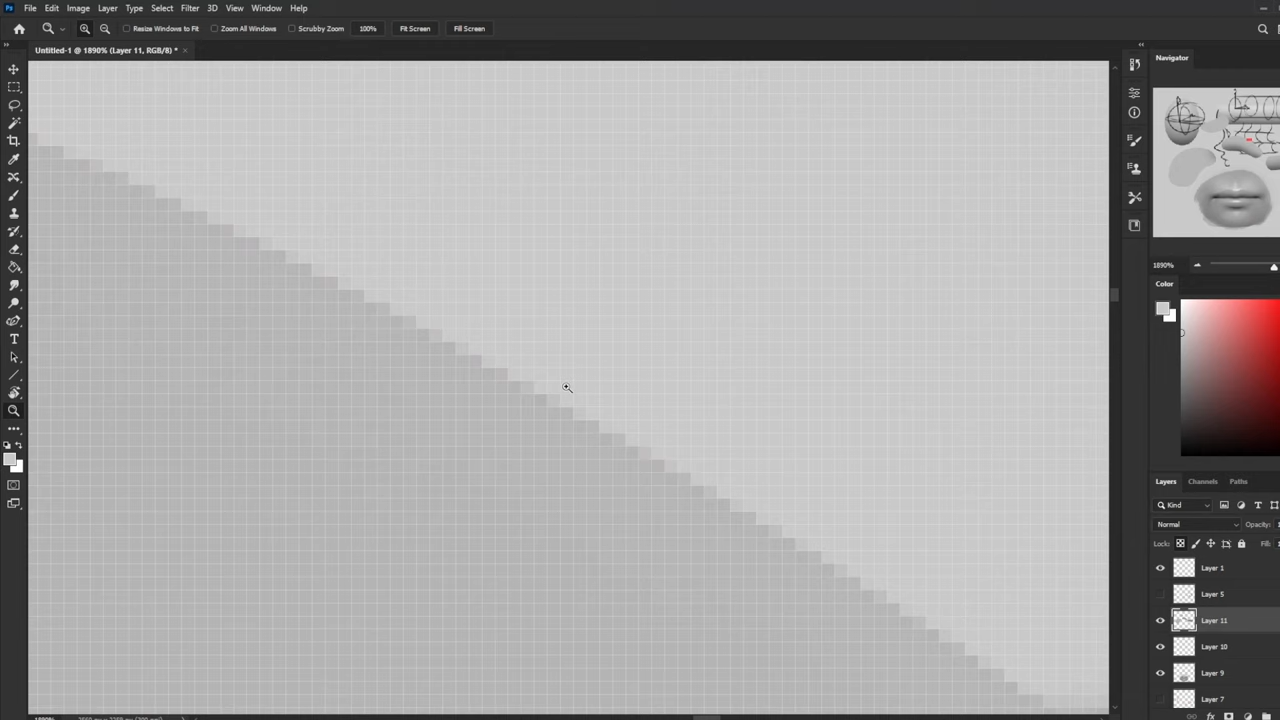 Ps File Edit Image Layer Type Select Filter 3D View Window Help
Resize Windows to Fit Zoom All Windows Scrubby Zoom 100% Fit Screen Fill Screen
Untitled-1 @ 1890% (Layer 11, RGB/8) *
Navigator
1890%
Color
Layers Channels Paths
Kind
Normal Opacity:
Lock: Fill:
Layer 1
Layer 5
Layer 11
Layer 10
Layer 9
Layer 7